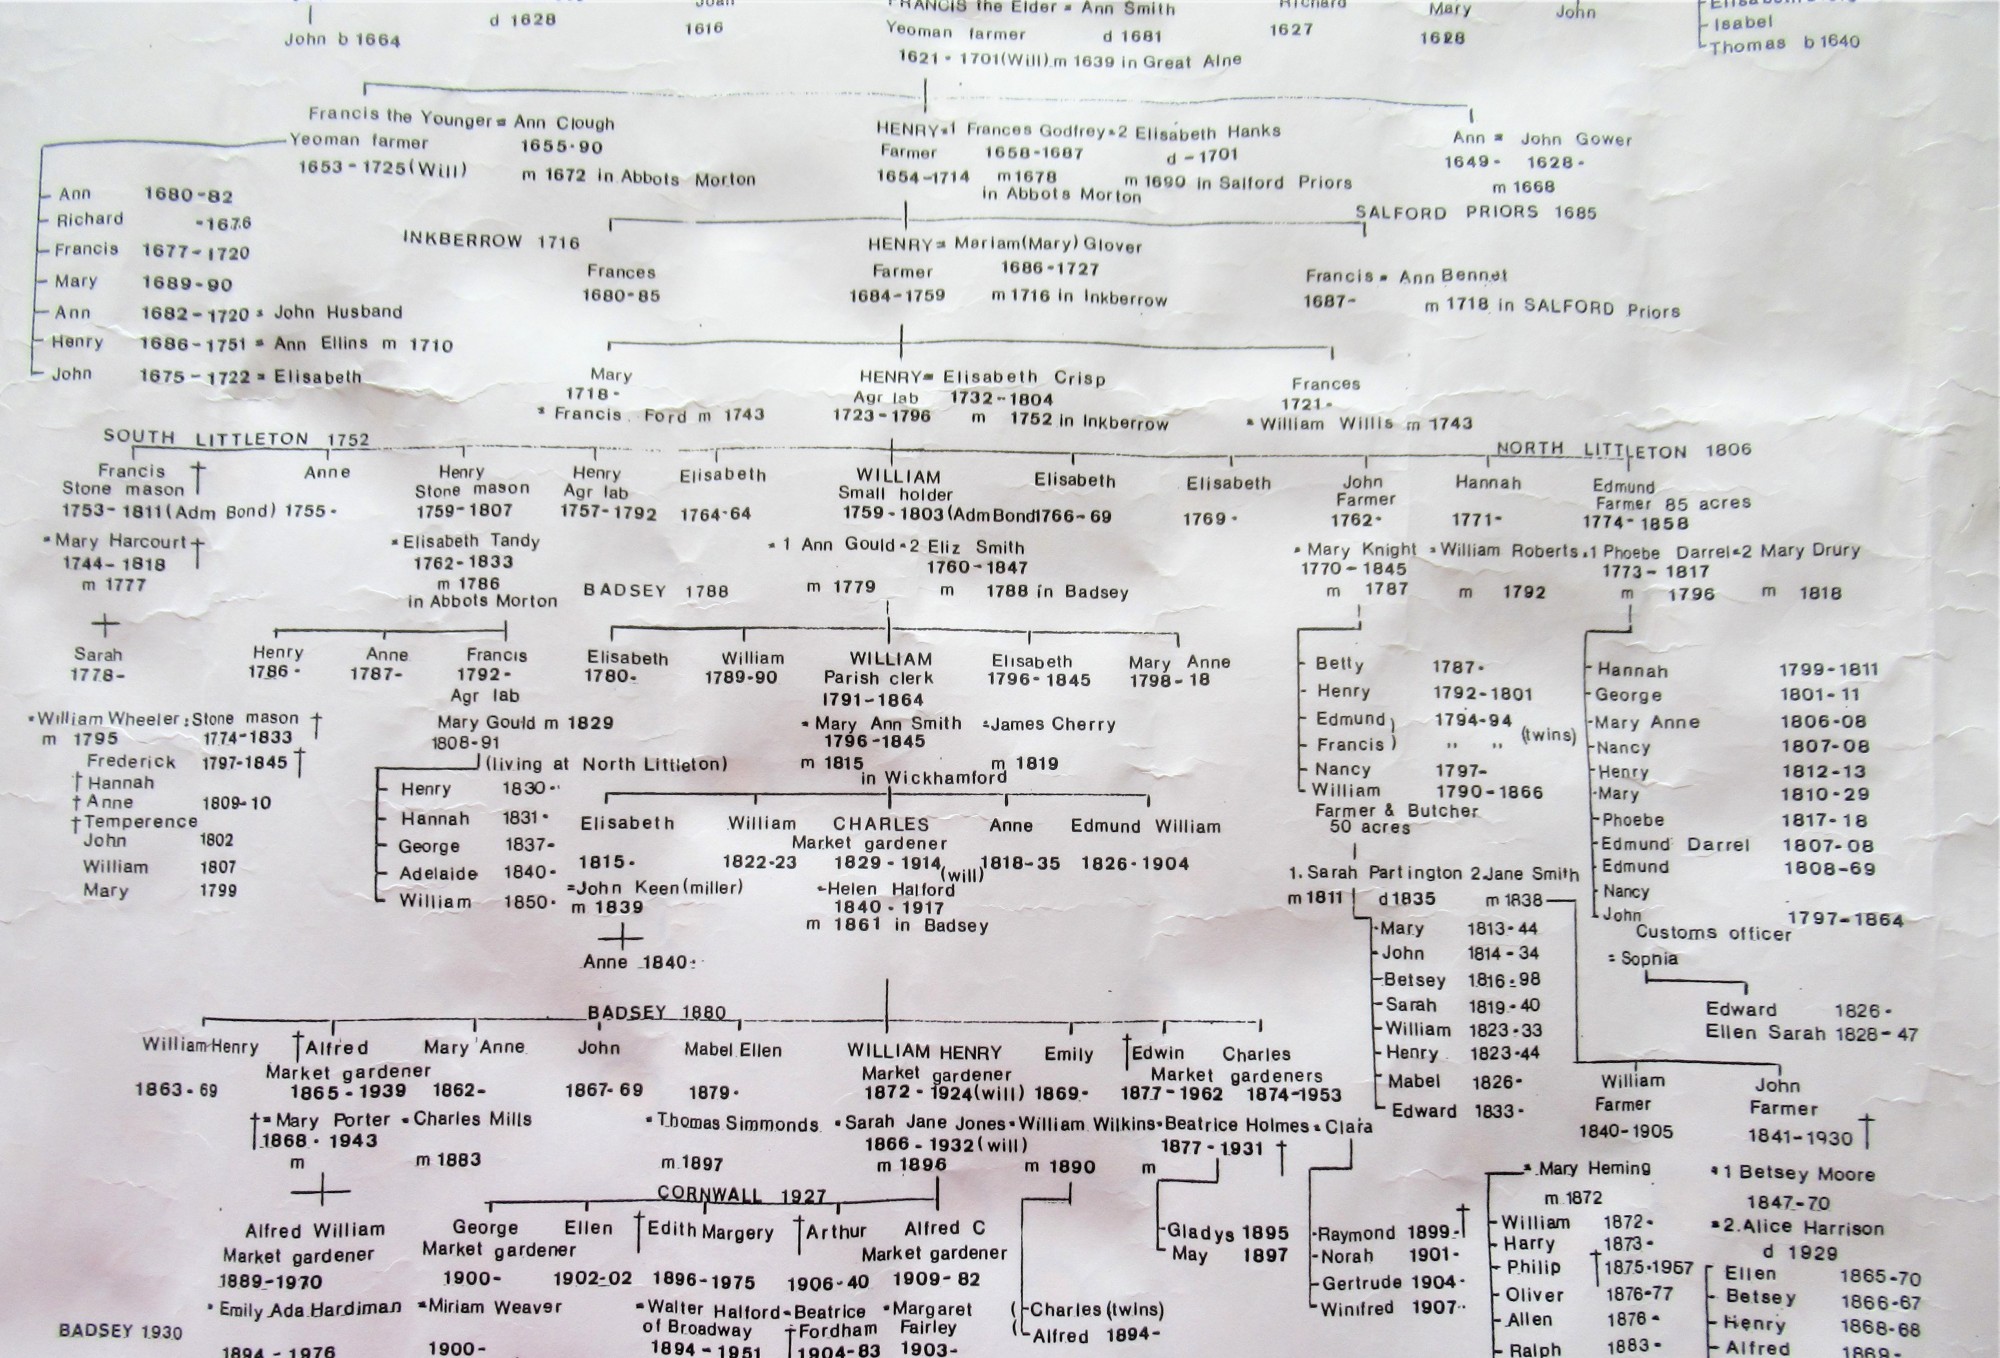 John b 1664
d 1628
1616
FRANCIS the Elder = Ann Smith
Yeoman farmer d 1681
1621 - 1701(Will) m 1639 in Great Alne
Richard
1627
Mary
1628
John
Isabel
Thomas b 1640
Francis the Younger = Ann Clough
Yeoman farmer 1655-90
1653 - 1725(Will) m 1672 in Abbots Morton
HENRY=1 Frances Godfrey=2 Elisabeth Hanks
Farmer 1658-1687 d -1701
1654-1714 m 1678 m 1690 in Salford Priors
in Abbots Morton
Ann = John Gower
1649- 1628-
m 1668
SALFORD PRIORS 1685
Ann 1680-82
Richard -1676
Francis 1677-1720
Mary 1689-90
Ann 1682-1720 = John Husband
Henry 1686-1751 = Ann Ellins m 1710
John 1675-1722 = Elisabeth
INKBERROW 1716
Frances
1680-85
HENRY= Meriam(Mary) Glover
Farmer 1686-1727
1684-1759 m 1716 in Inkberrow
Francis = Ann Bennet
1687- m 1718 in SALFORD Priors
Mary
1718-
= Francis Ford m 1743
HENRY= Elisabeth Crisp
Agr lab 1732-1804
1723-1796 m 1752 in Inkberrow
Frances
1721-
= William Willis m 1743
SOUTH LITTLETON 1752
NORTH LITTLETON 1806
Francis †
Stone mason
1753-1811(Adm Bond)
= Mary Harcourt †
1744-1818
m 1777
Anne
1755-
Henry
Stone mason
1759-1807
= Elisabeth Tandy
1762-1833
m 1786
in Abbots Morton
Henry
Agr lab
1757-1792
Elisabeth
1764-64
WILLIAM
Small holder
1759-1803(Adm Bond)
= 1 Ann Gould = 2 Eliz Smith
1760-1847
m 1779 m 1788 in Badsey
Elisabeth
1766-69
Elisabeth
1769-
John
Farmer
1762-
= Mary Knight
1770-1845
m 1787
Hannah
1771-
= William Roberts
m 1792
Edmund
Farmer 85 acres
1774-1858
=1 Phoebe Darrel=2 Mary Drury
1773-1817
m 1796 m 1818
BADSEY 1788
Sarah
1778-
= William Wheeler: Stone mason †
m 1795 1774-1833
Frederick 1797-1845 †
† Hannah
† Anne 1809-10
† Temperence
John 1802
William 1807
Mary 1799
Henry
1786-
Anne
1787-
Francis
1792-
Agr lab
Mary Gould m 1829
1808-91
(living at North Littleton)
Henry 1830-
Hannah 1831-
George 1837-
Adelaide 1840-
William 1850-
Elisabeth
1780-
William
1789-90
WILLIAM
Parish clerk
1791-1864
= Mary Ann Smith
1796-1845
m 1815
Elisabeth
1796-1845
=James Cherry
m 1819
in Wickhamford
Mary Anne
1798-18
Betty 1787-
Henry 1792-1801
Edmund) 1794-94
Francis) " " (twins)
Nancy 1797-
William 1790-1866
Farmer & Butcher
50 acres
1. Sarah Partington 2. Jane Smith
m 1811 d 1835 m 1838
Hannah 1799-1811
George 1801-11
Mary Anne 1806-08
Nancy 1807-08
Henry 1812-13
Mary 1810-29
Phoebe 1817-18
Edmund Darrel 1807-08
Edmund 1808-69
Nancy
John 1797-1864
Customs officer
= Sophia
Edward 1826-
Ellen Sarah 1828-47
Elisabeth
1815-
=John Keen(miller)
m 1839
Anne 1840-
William
1822-23
CHARLES
Market gardener
1829-1914 (will)
=Helen Halford
1840-1917
m 1861 in Badsey
Anne
1818-35
Edmund William
1826-1904
Mary 1813-44
John 1814-34
Betsey 1816-98
Sarah 1819-40
William 1823-33
Henry 1823-44
Mabel 1826-
Edward 1833-
BADSEY 1880
William Henry
1863-69
†Alfred
Market gardener
1865-1939
†= Mary Porter
1868-1943
m
Mary Anne
1862-
=Charles Mills
m 1883
John
1867-69
Mabel Ellen
1879-
=Thomas Simmonds
m 1897
WILLIAM HENRY
Market gardener
1872-1924(will)
= Sarah Jane Jones
1866-1932(will)
m 1896
Emily
1869-
=William Wilkins
m 1890
†Edwin Charles
Market gardeners
1877-1962 1874-1953
=Beatrice Holmes = Clara
1877-1931 †
m
William
Farmer
1840-1905
= Mary Heming
m 1872
John
Farmer
1841-1930 †
=1 Betsey Moore
1847-70
=2. Alice Harrison
d 1929
CORNWALL 1927
Alfred William
Market gardener
1889-1970
= Emily Ada Hardiman
1894-1976
George
Market gardener
1900-
=Miriam Weaver
1900-
Ellen
1902-02
†Edith Margery
1896-1975
=Walter Halford
of Broadway
1894-1951
†Arthur
1906-40
=Beatrice
†Fordham
1904-83
Alfred C
Market gardener
1909-82
=Margaret
Fairley
1903-
(Charles (twins)
(Alfred 1894-
Gladys 1895
May 1897
Raymond 1899- †
Norah 1901-
Gertrude 1904-
Winifred 1907-
William 1872-
Harry 1873-
Philip †1875-1957
Oliver 1876-77
Allen 1876-
Ralph 1883-
Ellen 1865-70
Betsey 1866-67
Henry 1868-68
Alfred 1869-
BADSEY 1930